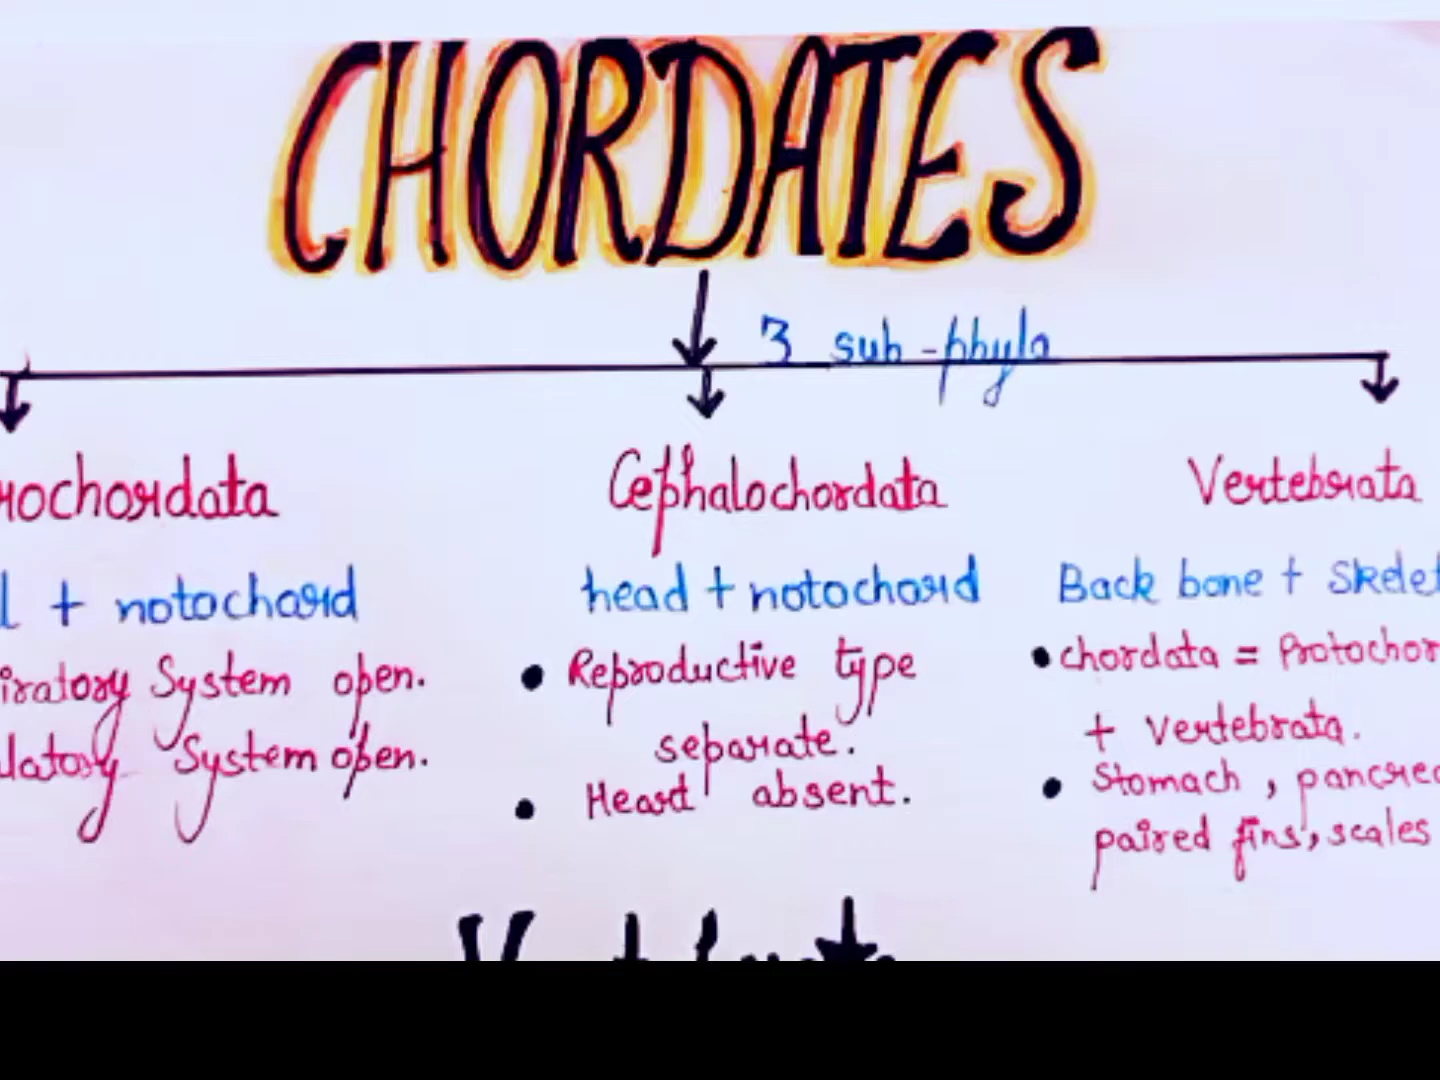 CHORDATES
3 sub-phyla
rochordata Cephalochordata Vertebrata
l + notochord head + notochord Back bone + Skelet
iratory System open. • Reproductive type • chordata = Protochor
latory System open. separate. + Vertebrata.
• Heart absent. • Stomach, pancrea
paired fins, scales